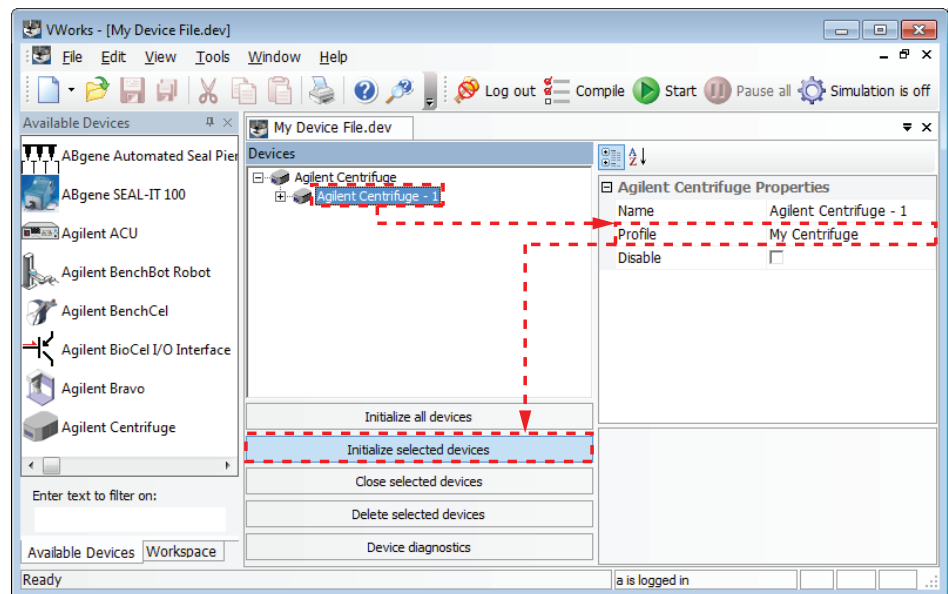 VWorks - [My Device File.dev]
File Edit View Tools Window Help
Log out Compile Start Pause all Simulation is off
Available Devices
ABgene Automated Seal Pier
ABgene SEAL-IT 100
Agilent ACU
Agilent BenchBot Robot
Agilent BenchCel
Agilent BioCel I/O Interface
Agilent Bravo
Agilent Centrifuge
Enter text to filter on:
Available Devices Workspace
My Device File.dev
Devices
Agilent Centrifuge
Agilent Centrifuge - 1
Initialize all devices
Initialize selected devices
Close selected devices
Delete selected devices
Device diagnostics
Agilent Centrifuge Properties
Name Agilent Centrifuge - 1
Profile My Centrifuge
Disable
Ready a is logged in